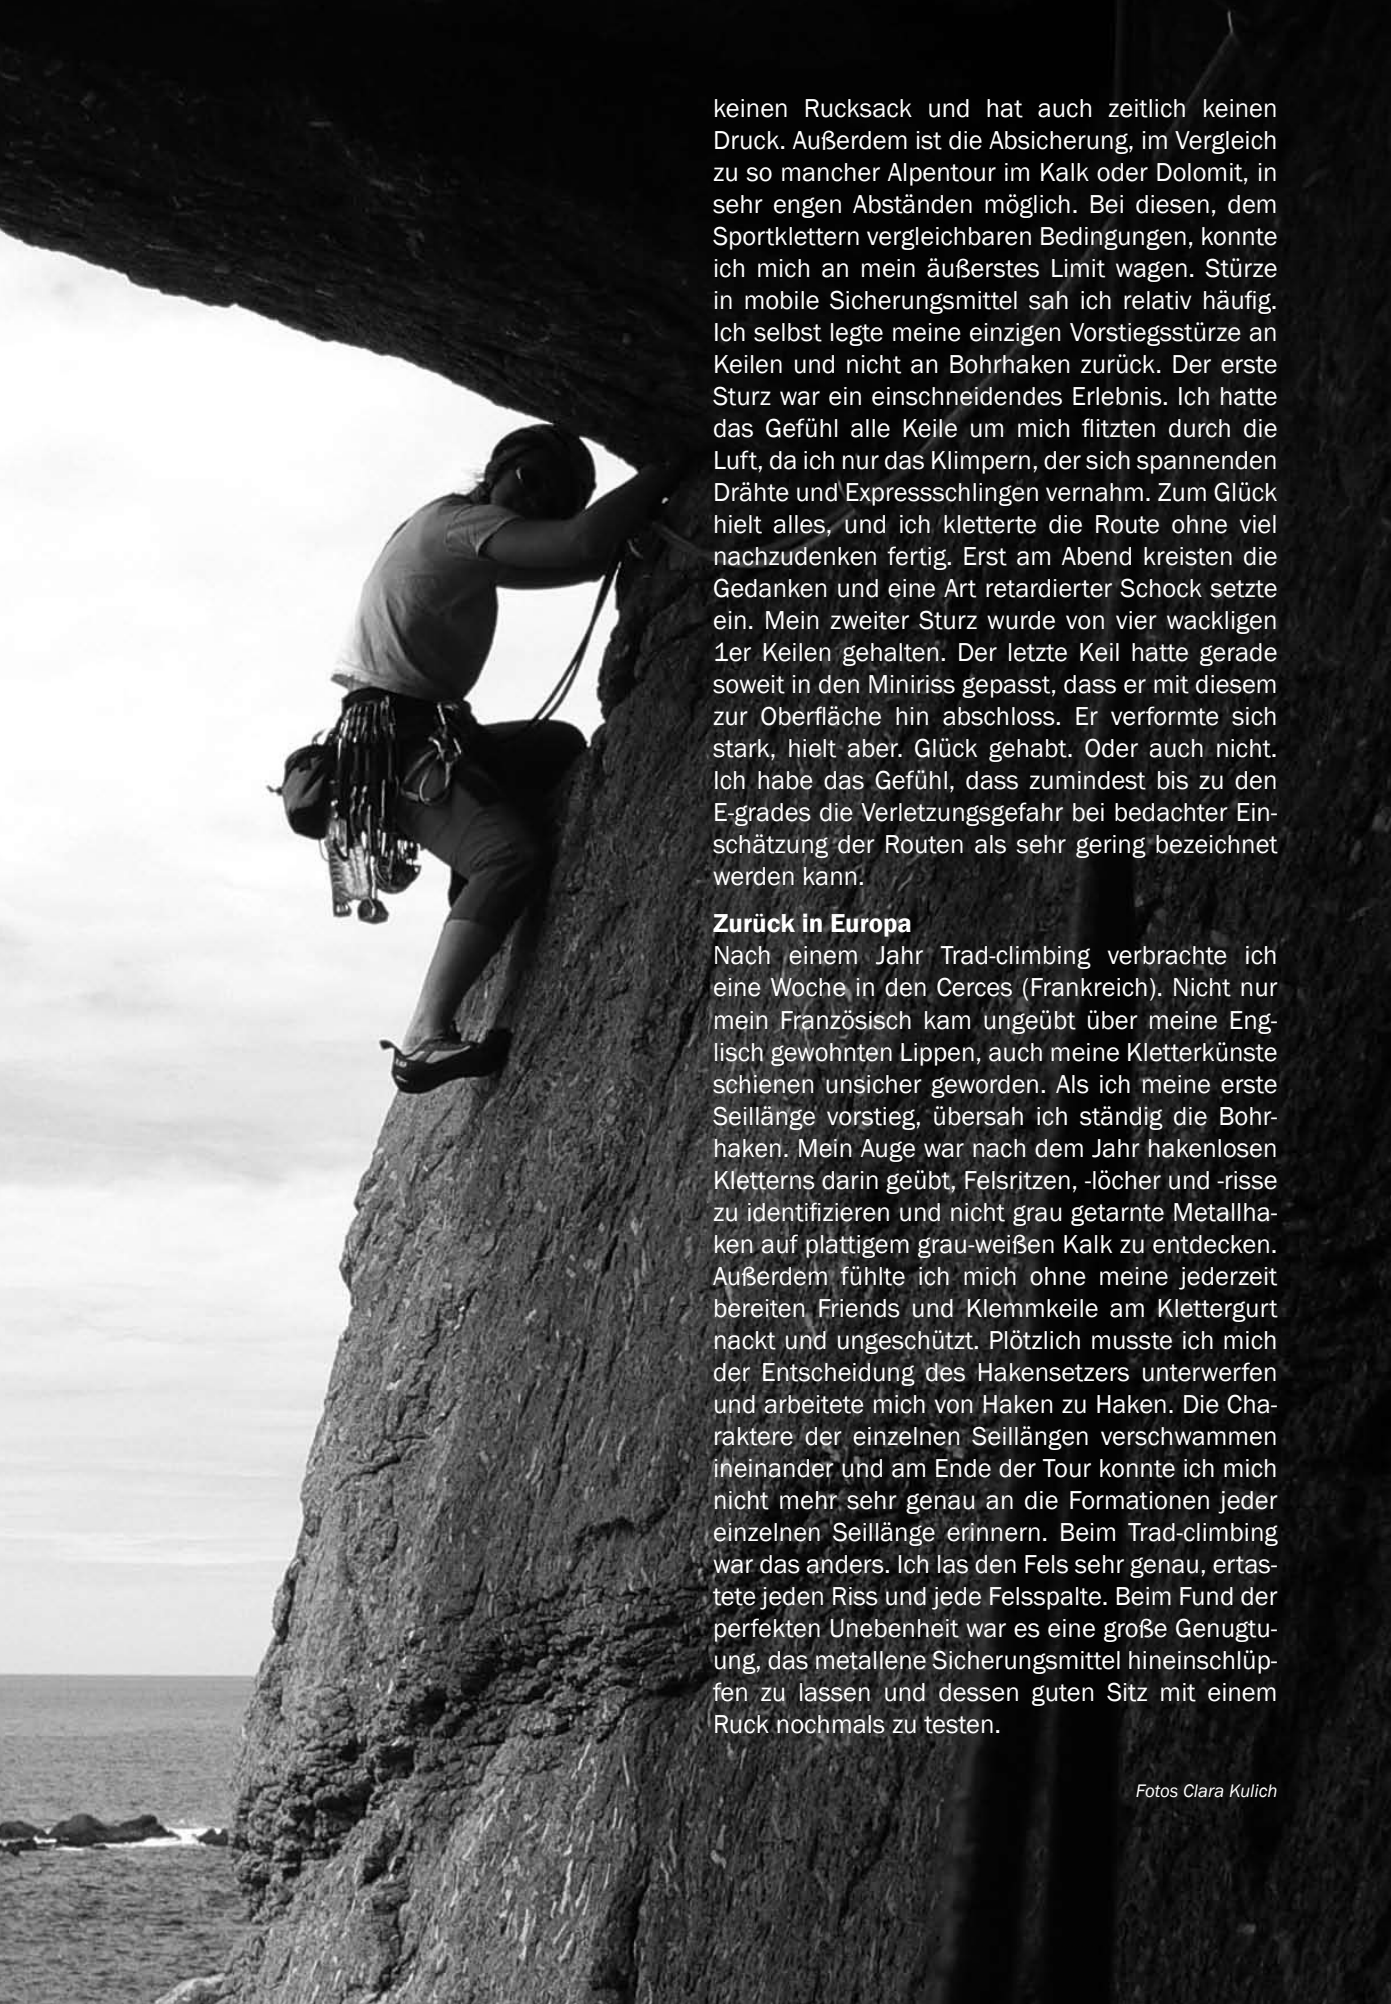 keinen Rucksack und hat auch zeitlich keinen
Druck. Außerdem ist die Absicherung, im Vergleich
zu so mancher Alpentour im Kalk oder Dolomit, in
sehr engen Abständen möglich. Bei diesen, dem
Sportklettern vergleichbaren Bedingungen, konnte
ich mich an mein äußerstes Limit wagen. Stürze
in mobile Sicherungsmittel sah ich relativ häufig.
Ich selbst legte meine einzigen Vorstiegsstürze an
Keilen und nicht an Bohrhaken zurück. Der erste
Sturz war ein einschneidendes Erlebnis. Ich hatte
das Gefühl alle Keile um mich flitzten durch die
Luft, da ich nur das Klimpern, der sich spannenden
Drähte und Expressschlingen vernahm. Zum Glück
hielt alles, und ich kletterte die Route ohne viel
nachzudenken fertig. Erst am Abend kreisten die
Gedanken und eine Art retardierter Schock setzte
ein. Mein zweiter Sturz wurde von vier wackligen
1er Keilen gehalten. Der letzte Keil hatte gerade
soweit in den Miniriss gepasst, dass er mit diesem
zur Oberfläche hin abschloss. Er verformte sich
stark, hielt aber. Glück gehabt. Oder auch nicht.
Ich habe das Gefühl, dass zumindest bis zu den
E-grades die Verletzungsgefahr bei bedachter Ein-
schätzung der Routen als sehr gering bezeichnet
werden kann.
Zurück in Europa
Nach einem Jahr Trad-climbing verbrachte ich
eine Woche in den Cerces (Frankreich). Nicht nur
mein Französisch kam ungeübt über meine Eng-
lisch gewohnten Lippen, auch meine Kletterkünste
schienen unsicher geworden. Als ich meine erste
Seillänge vorstieg, übersah ich ständig die Bohr-
haken. Mein Auge war nach dem Jahr hakenlosen
Kletterns darin geübt, Felsritzen, -löcher und -risse
zu identifizieren und nicht grau getarnte Metallha-
ken auf plattigem grau-weißen Kalk zu entdecken.
Außerdem fühlte ich mich ohne meine jederzeit
bereiten Friends und Klemmkeile am Klettergurt
nackt und ungeschützt. Plötzlich musste ich mich
der Entscheidung des Hakensetzers unterwerfen
und arbeitete mich von Haken zu Haken. Die Cha-
raktere der einzelnen Seillängen verschwammen
ineinander und am Ende der Tour konnte ich mich
nicht mehr sehr genau an die Formationen jeder
einzelnen Seillänge erinnern. Beim Trad-climbing
war das anders. Ich las den Fels sehr genau, ertas-
tete jeden Riss und jede Felsspalte. Beim Fund der
perfekten Unebenheit war es eine große Genugtu-
ung, das metallene Sicherungsmittel hineinschlüp-
fen zu lassen und dessen guten Sitz mit einem
Ruck nochmals zu testen.
Fotos Clara Kulich